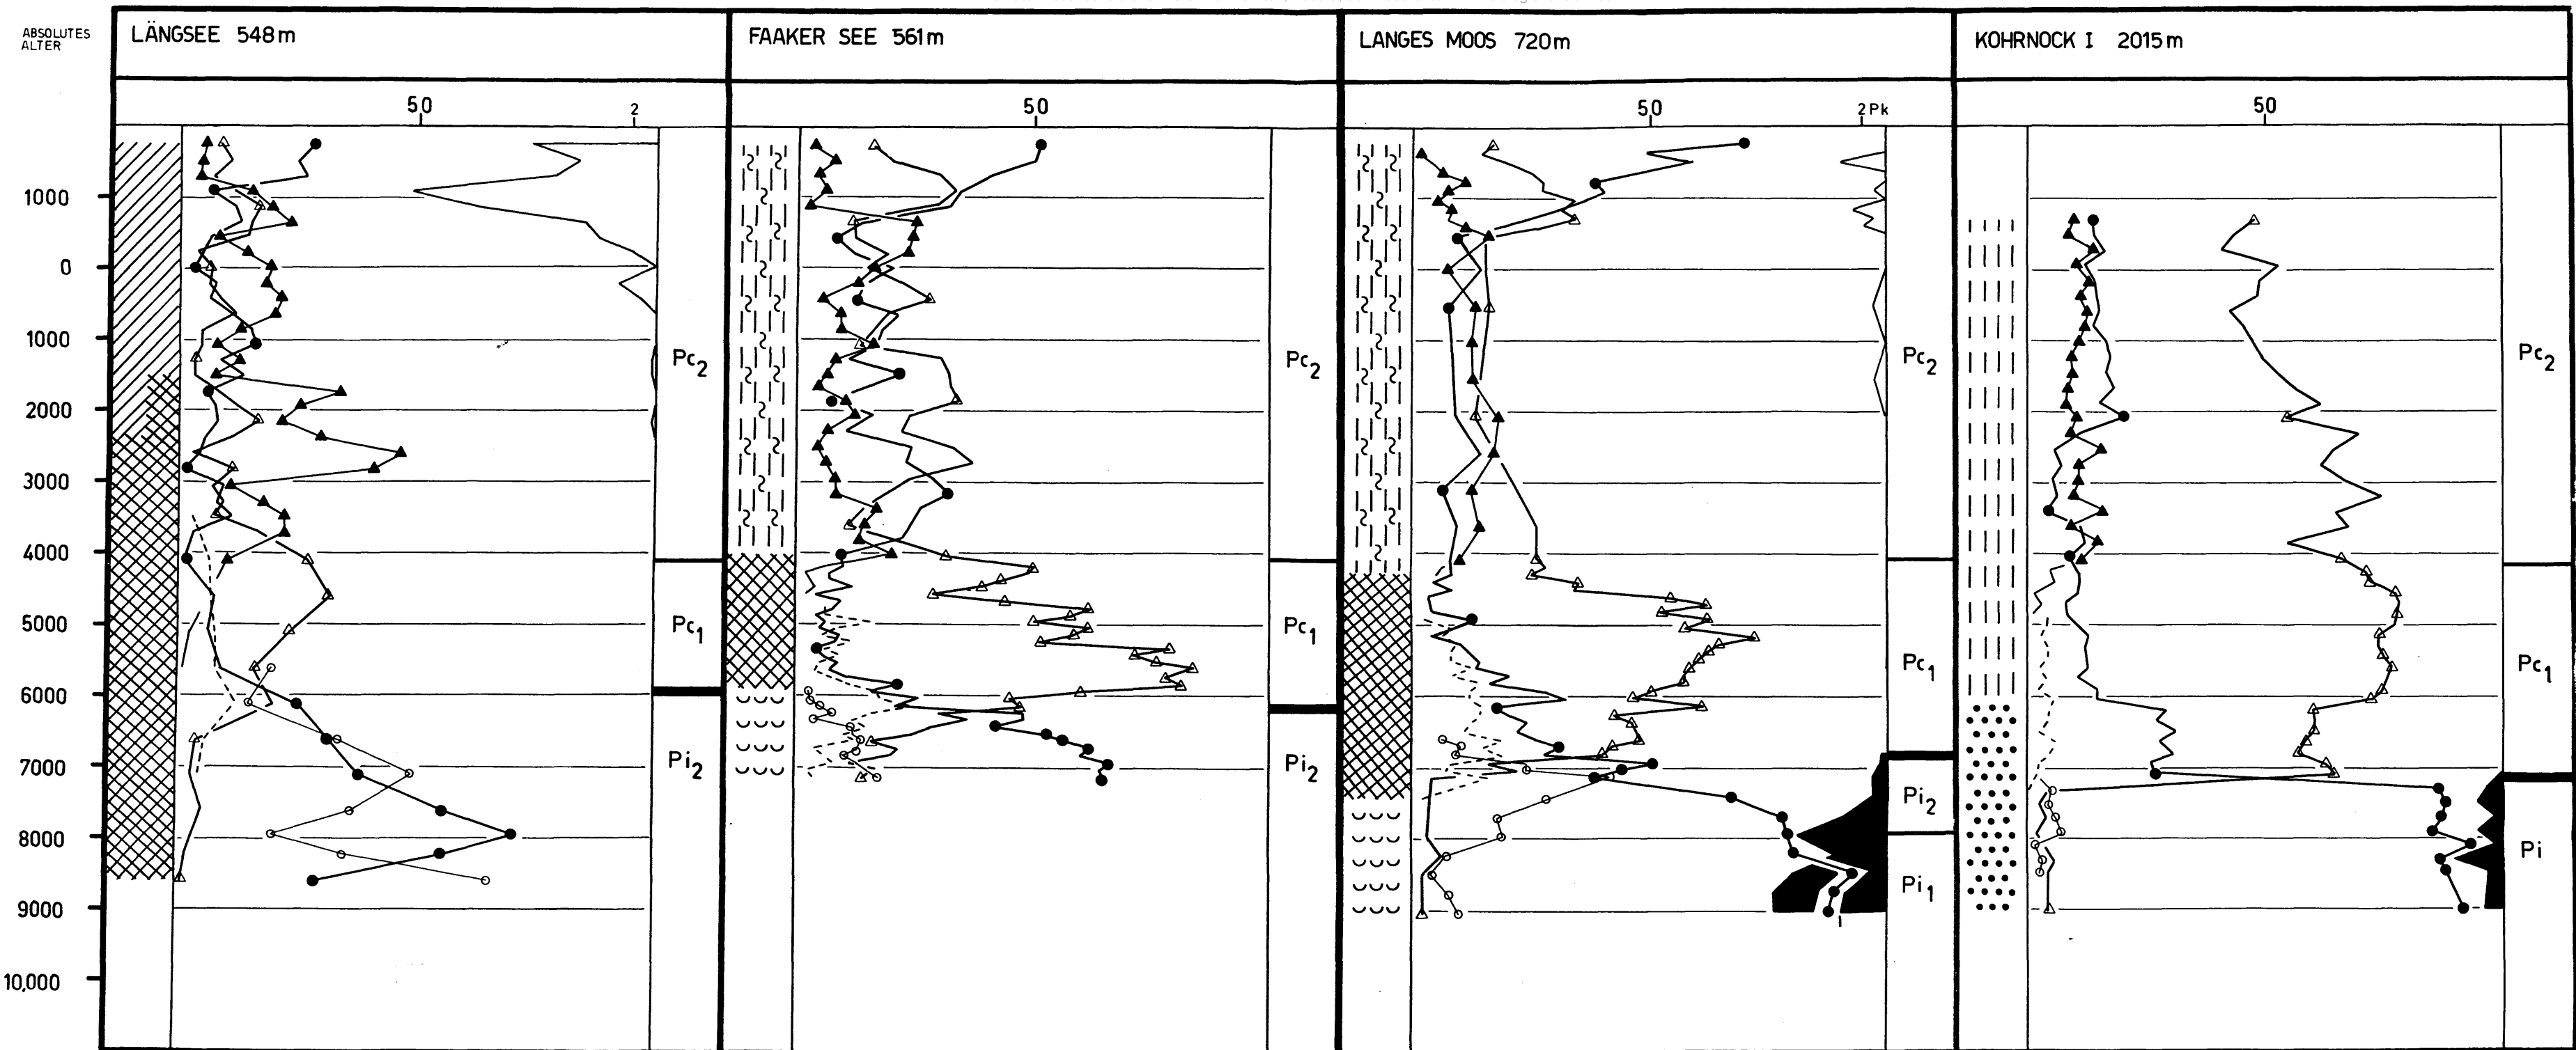 ABSOLUTES
ALTER
LÄNGSEE 548m
FAAKER SEE 561m
LANGES MOOS 720m
KOHRNOCK I 2015m
50 2
50
50 2 Pk
50
1000
0
1000
2000
3000
4000
5000
6000
7000
8000
9000
10,000
Pc2
Pc1
Pi2
Pc2
Pc1
Pi2
Pc2
Pc1
Pi2
Pi1
Pc2
Pc1
Pi